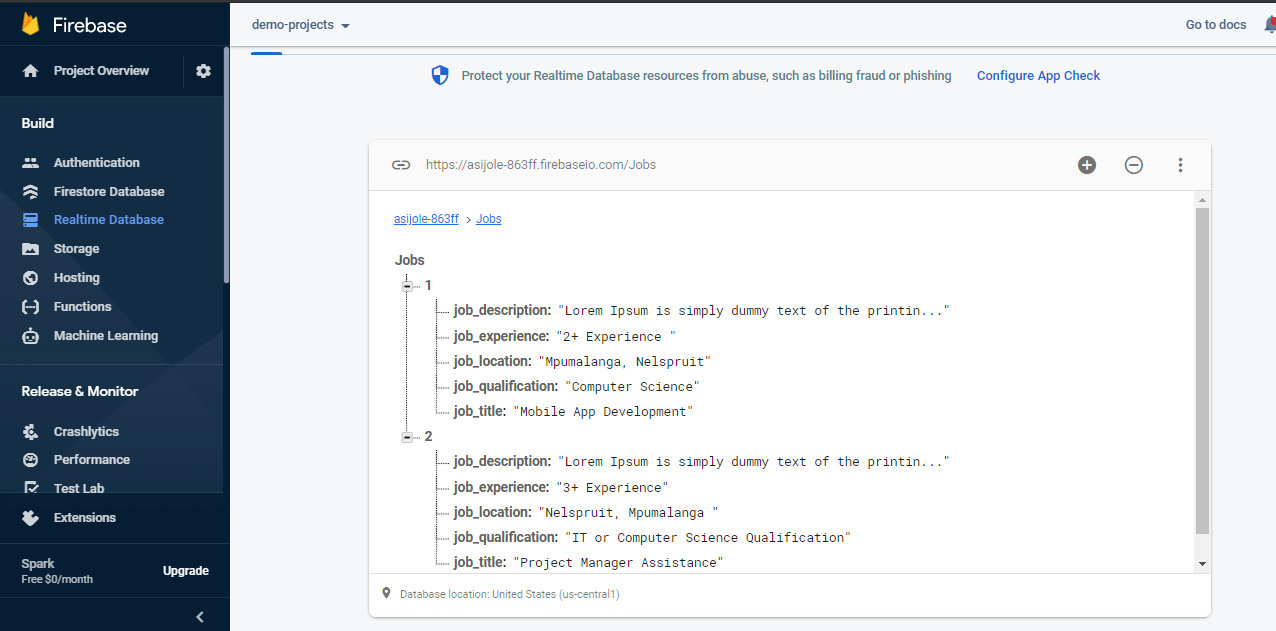 Firebase
Project Overview
Build
Authentication
Firestore Database
Realtime Database
Storage
Hosting
Functions
Machine Learning
Release & Monitor
Crashlytics
Performance
Test Lab
Extensions
Spark
Free $0/month
Upgrade
demo-projects
Go to docs
Protect your Realtime Database resources from abuse, such as billing fraud or phishing
Configure App Check
https://asijole-863ff.firebaseio.com/Jobs
asijole-863ff > Jobs
Jobs
1
job_description: "Lorem Ipsum is simply dummy text of the printin..."
job_experience: "2+ Experience "
job_location: "Mpumalanga, Nelspruit"
job_qualification: "Computer Science"
job_title: "Mobile App Development"
2
job_description: "Lorem Ipsum is simply dummy text of the printin..."
job_experience: "3+ Experience"
job_location: "Nelspruit, Mpumalanga "
job_qualification: "IT or Computer Science Qualification"
job_title: "Project Manager Assistance"
Database location: United States (us-central1)